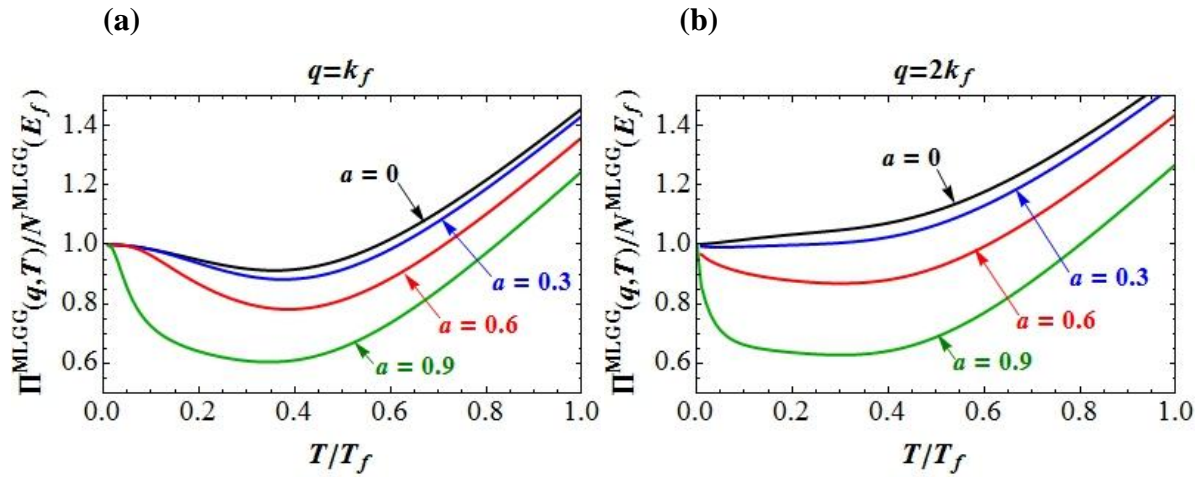 (a)
q=k_f
Π^MLGG(q,T)/N^MLGG(E_f)
1.4
1.2
1.0
0.8
0.6
a = 0
a = 0.3
a = 0.6
a = 0.9
0.0 0.2 0.4 0.6 0.8 1.0
T/T_f
(b)
q=2k_f
Π^MLGG(q,T)/N^MLGG(E_f)
1.4
1.2
1.0
0.8
0.6
a = 0
a = 0.3
a = 0.6
a = 0.9
0.0 0.2 0.4 0.6 0.8 1.0
T/T_f